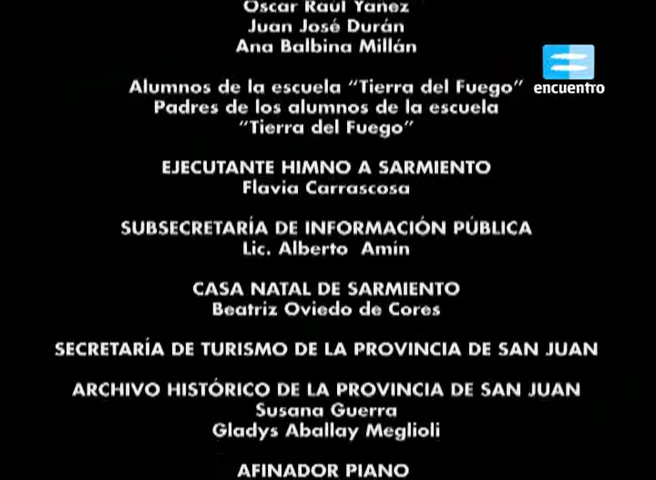 Oscar Raúl Yañez
Juan José Durán
Ana Balbina Millán
Alumnos de la escuela “Tierra del Fuego”
Padres de los alumnos de la escuela
“Tierra del Fuego”
encuentro
EJECUTANTE HIMNO A SARMIENTO
Flavia Carrascosa
SUBSECRETARÍA DE INFORMACIÓN PÚBLICA
Lic. Alberto Amín
CASA NATAL DE SARMIENTO
Beatriz Oviedo de Cores
SECRETARÍA DE TURISMO DE LA PROVINCIA DE SAN JUAN
ARCHIVO HISTÓRICO DE LA PROVINCIA DE SAN JUAN
Susana Guerra
Gladys Aballay Meglioli
AFINADOR PIANO